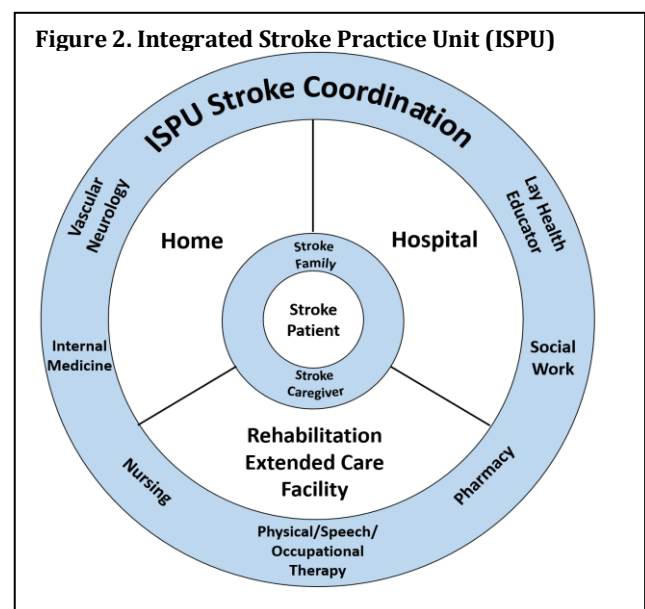 Figure 2. Integrated Stroke Practice Unit (ISPU)
ISPU Stroke Coordination
Vascular
Neurology
Lay Health
Educator
Home
Hospital
Stroke
Family
Stroke
Patient
Internal
Medicine
Social
Work
Stroke
Caregiver
Rehabilitation
Extended Care
Facility
Nursing
Pharmacy
Physical/Speech/
Occupational
Therapy